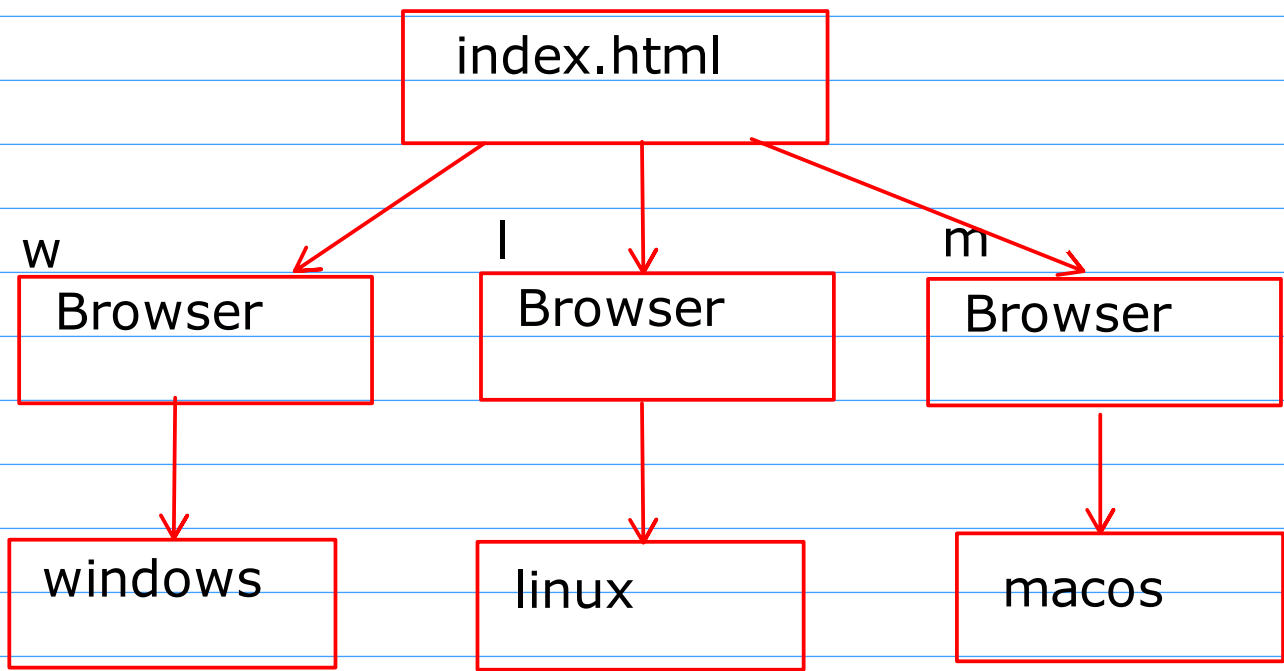 index.html
w
l
m
Browser
Browser
Browser
windows
linux
macos